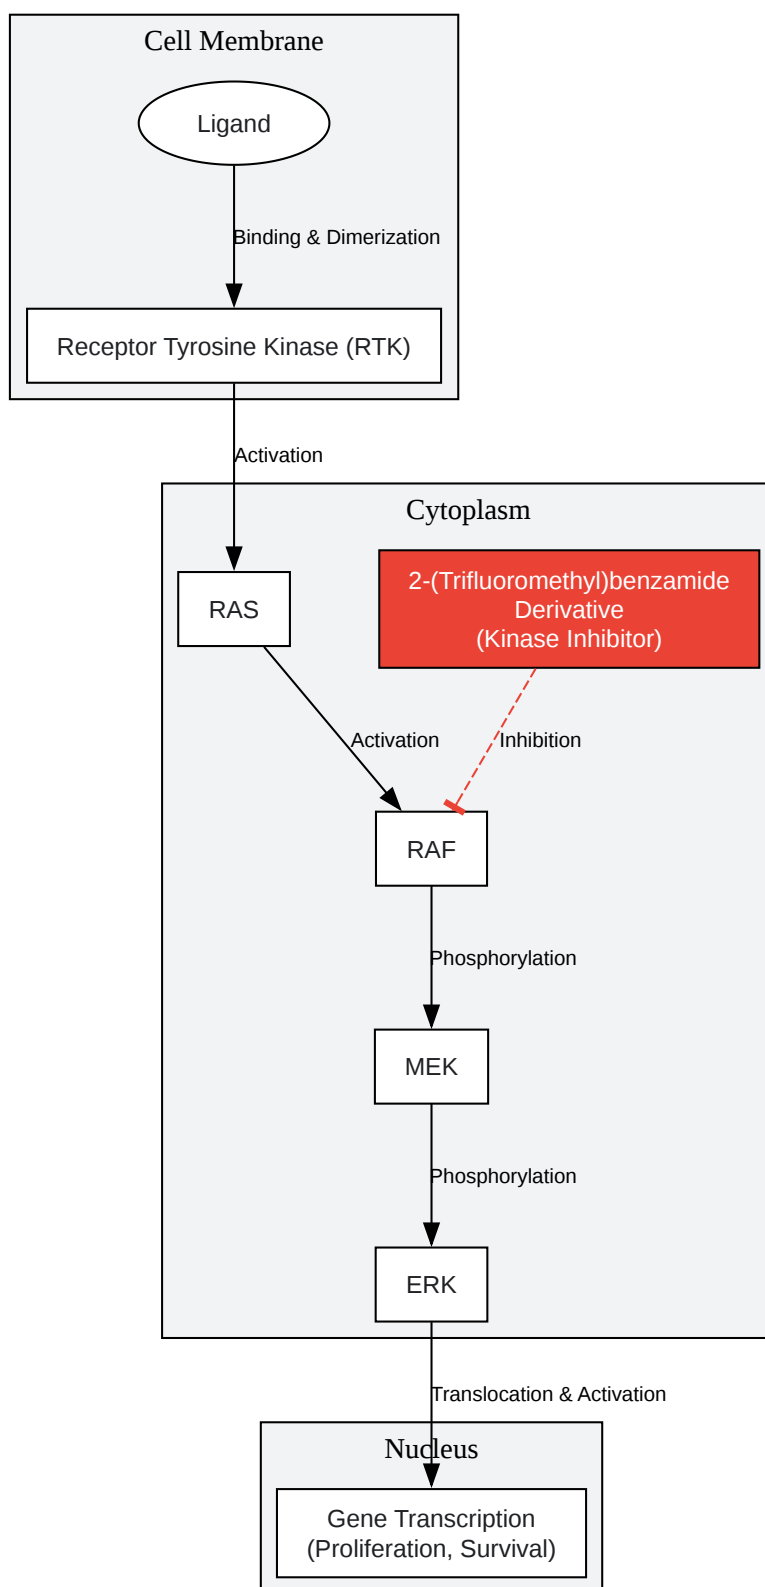 Cell Membrane
Ligand
Binding & Dimerization
Receptor Tyrosine Kinase (RTK)
Activation
Cytoplasm
RAS
2-(Trifluoromethyl)benzamide
Derivative
(Kinase Inhibitor)
Activation
Inhibition
RAF
Phosphorylation
MEK
Phosphorylation
ERK
Translocation & Activation
Nucleus
Gene Transcription
(Proliferation, Survival)